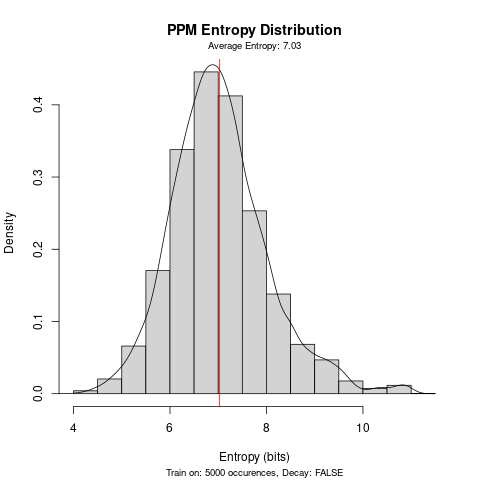 PPM Entropy Distribution
Average Entropy: 7.03
0.4
0.3
0.2
0.1
0.0
Density
4 6 8 10
Entropy (bits)
Train on: 5000 occurences, Decay: FALSE